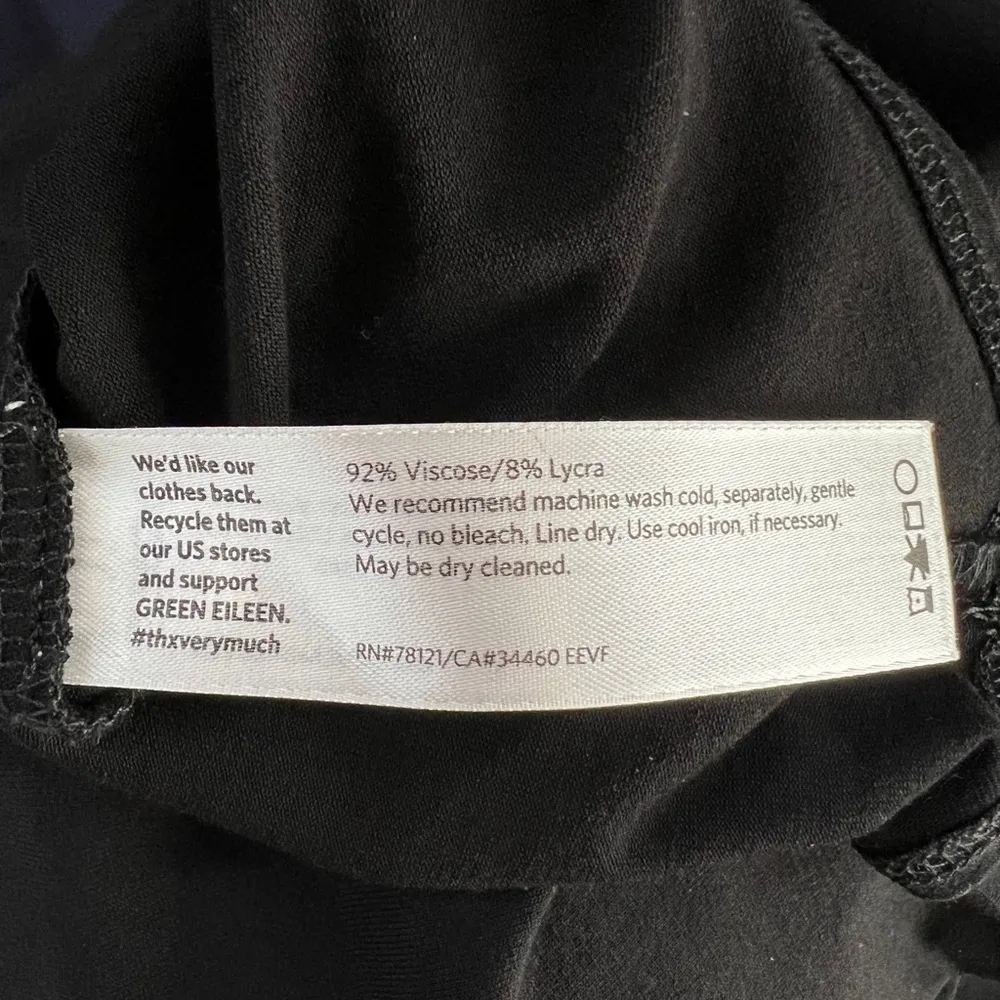 We'd like our
clothes back.
Recycle them at
our US stores
and support
GREEN EILEEN.
#thxverymuch
92% Viscose/8% Lycra
We recommend machine wash cold, separately, gentle
cycle, no bleach. Line dry. Use cool iron, if necessary.
May be dry cleaned.
RN#78121/CA#34460 EEVF